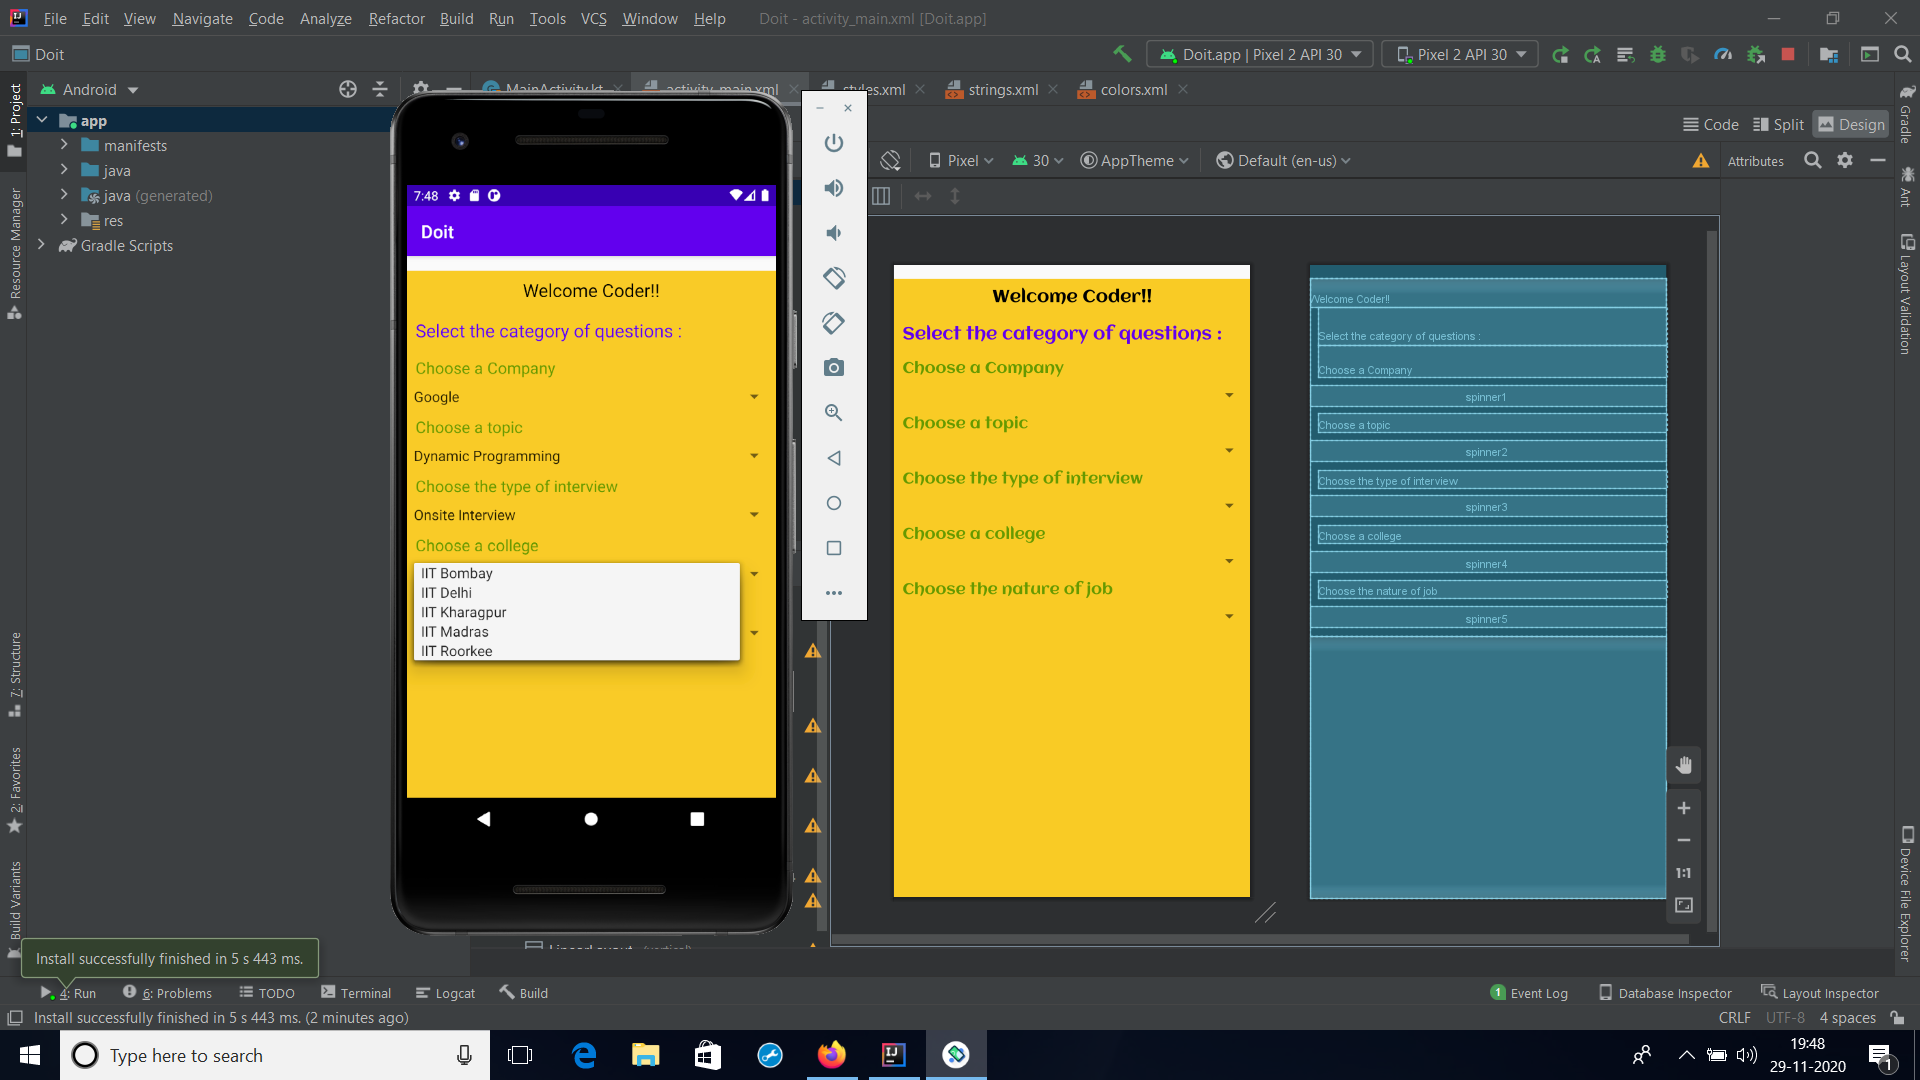 File Edit View Navigate Code Analyze Refactor Build Run Tools VCS Window Help Doit - activity_main.xml [Doit.app]
Doit
Doit.app | Pixel 2 API 30
Pixel 2 API 30
Android
MainActivity.kt
activity_main.xml
styles.xml
strings.xml
colors.xml
app
manifests
java
java (generated)
res
Gradle Scripts
1: Project
Resource Manager
7: Structure
2: Favorites
Build Variants
Code Split Design
Pixel 30 AppTheme Default (en-us)
Attributes
Gradle
Ant
Layout Validation
Device File Explorer
7:48
Doit
Welcome Coder!!
Select the category of questions :
Choose a Company
Google
Choose a topic
Dynamic Programming
Choose the type of interview
Onsite Interview
Choose a college
IIT Bombay
IIT Delhi
IIT Kharagpur
IIT Madras
IIT Roorkee
Welcome Coder!!
Select the category of questions :
Choose a Company
Choose a topic
Choose the type of interview
Choose a college
Choose the nature of job
Welcome Coder!!
Select the category of questions :
Choose a Company
spinner1
Choose a topic
spinner2
Choose the type of interview
spinner3
Choose a college
spinner4
Choose the nature of job
spinner5
1:1
LinearLayout (vertical)
Install successfully finished in 5 s 443 ms.
4: Run 6: Problems TODO Terminal Logcat Build
1 Event Log Database Inspector Layout Inspector
Install successfully finished in 5 s 443 ms. (2 minutes ago)
CRLF UTF-8 4 spaces
Type here to search
19:48
29-11-2020
1